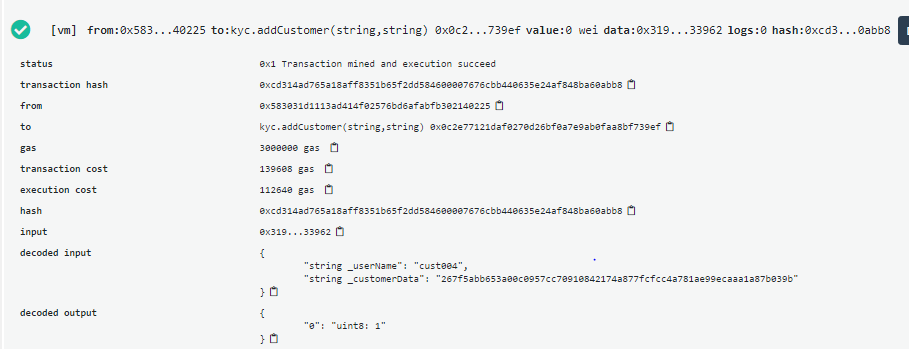 [vm] from:0x583...40225 to:kyc.addCustomer(string,string) 0x0c2...739ef value:0 wei data:0x319...33962 logs:0 hash:0xcd3...0abb8
status 0x1 Transaction mined and execution succeed
transaction hash 0xcd314ad765a18aff8351b65f2dd584600007676cbb440635e24af848ba60abb8
from 0x583031d1113ad414f02576bd6afabfb302140225
to kyc.addCustomer(string,string) 0x0c2e77121daf0270d26bf0a7e9ab0faa8bf739ef
gas 3000000 gas
transaction cost 139608 gas
execution cost 112640 gas
hash 0xcd314ad765a18aff8351b65f2dd584600007676cbb440635e24af848ba60abb8
input 0x319...33962
decoded input {
"string _userName": "cust004",
"string _customerData": "267f5abb653a00c0957cc70910842174a877fcfcc4a781ae99ecaaa1a87b039b"
}
decoded output {
"0": "uint8: 1"
}